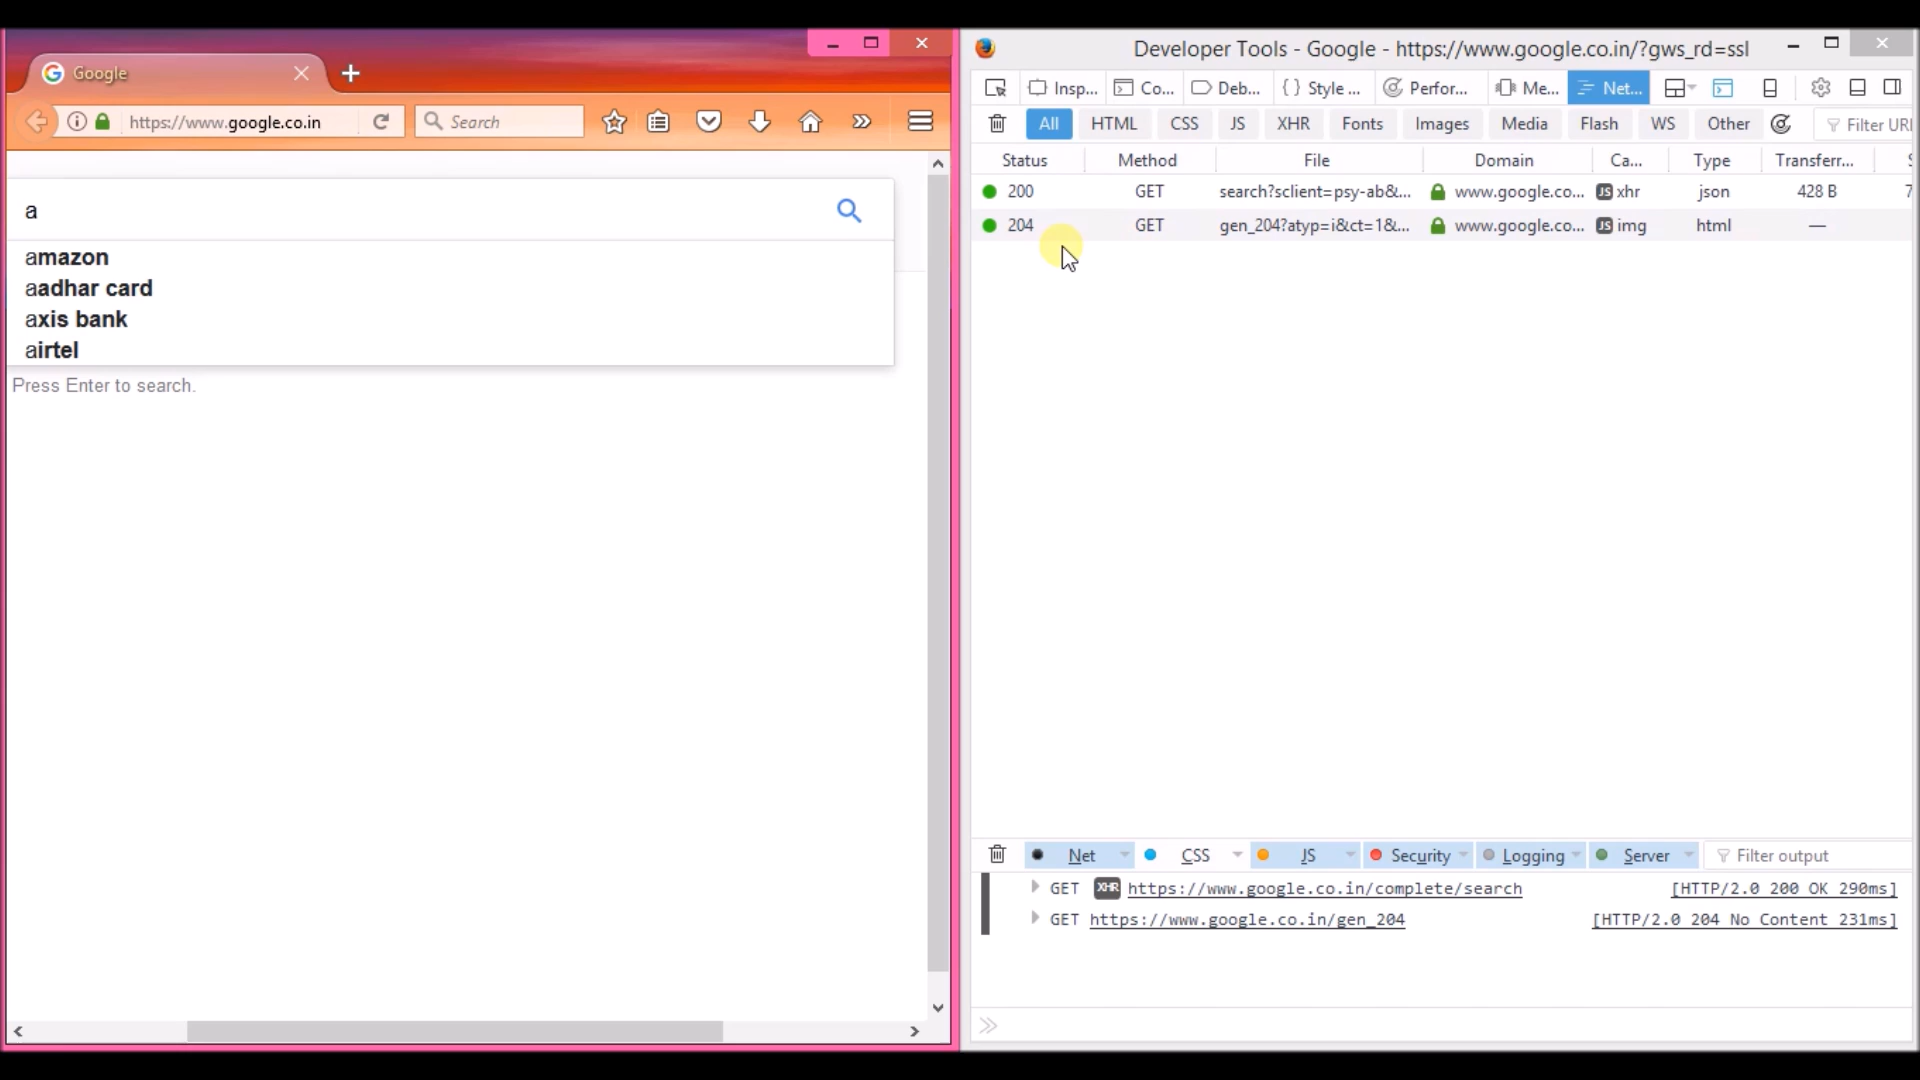 Google
https://www.google.co.in
Search
a
amazon
aadhar card
axis bank
airtel
Press Enter to search.
Developer Tools - Google - https://www.google.co.in/?gws_rd=ssl
Insp... Co... Deb... { } Style ... Perfor... Me... Net...
All HTML CSS JS XHR Fonts Images Media Flash WS Other Filter URL
Status Method File Domain Ca... Type Transferr... S
200 GET search?sclient=psy-ab&... www.google.co... JS xhr json 428 B 7
204 GET gen_204?atyp=i&ct=1&... www.google.co... JS img html —
Net CSS JS Security Logging Server Filter output
GET XHR https://www.google.co.in/complete/search [HTTP/2.0 200 OK 290ms]
GET https://www.google.co.in/gen_204 [HTTP/2.0 204 No Content 231ms]